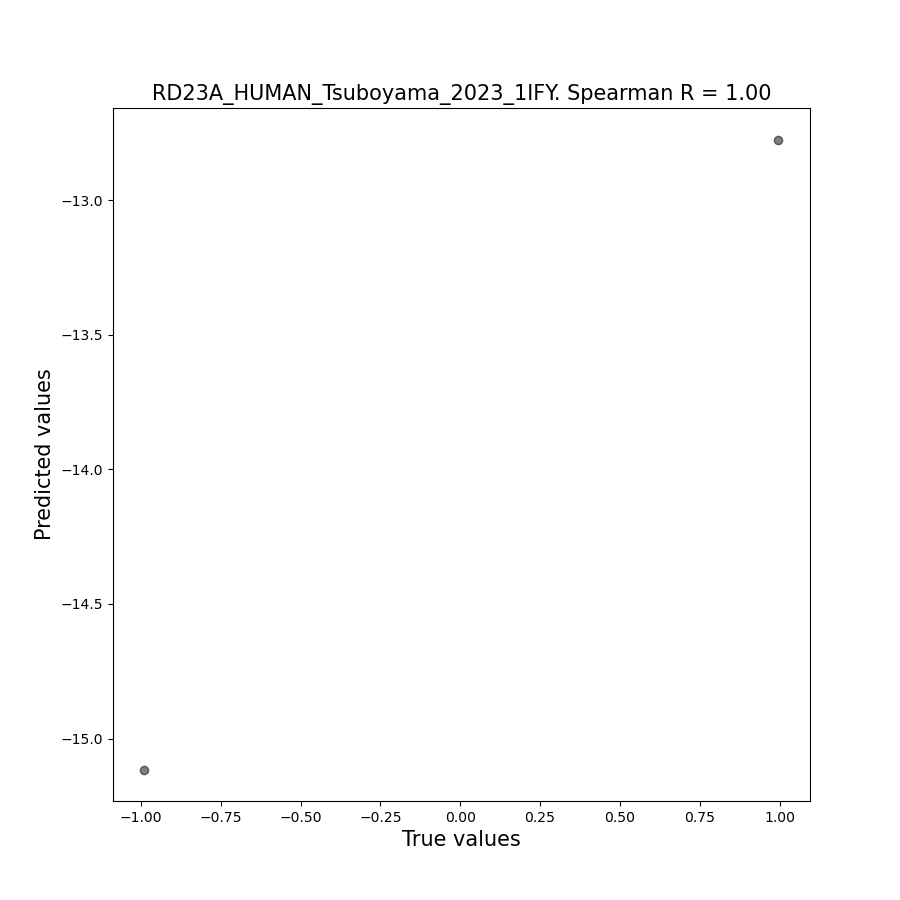 RD23A_HUMAN_Tsuboyama_2023_1IFY. Spearman R = 1.00
−13.0
−13.5
−14.0
−14.5
−15.0
Predicted values
−1.00 −0.75 −0.50 −0.25 0.00 0.25 0.50 0.75 1.00
True values